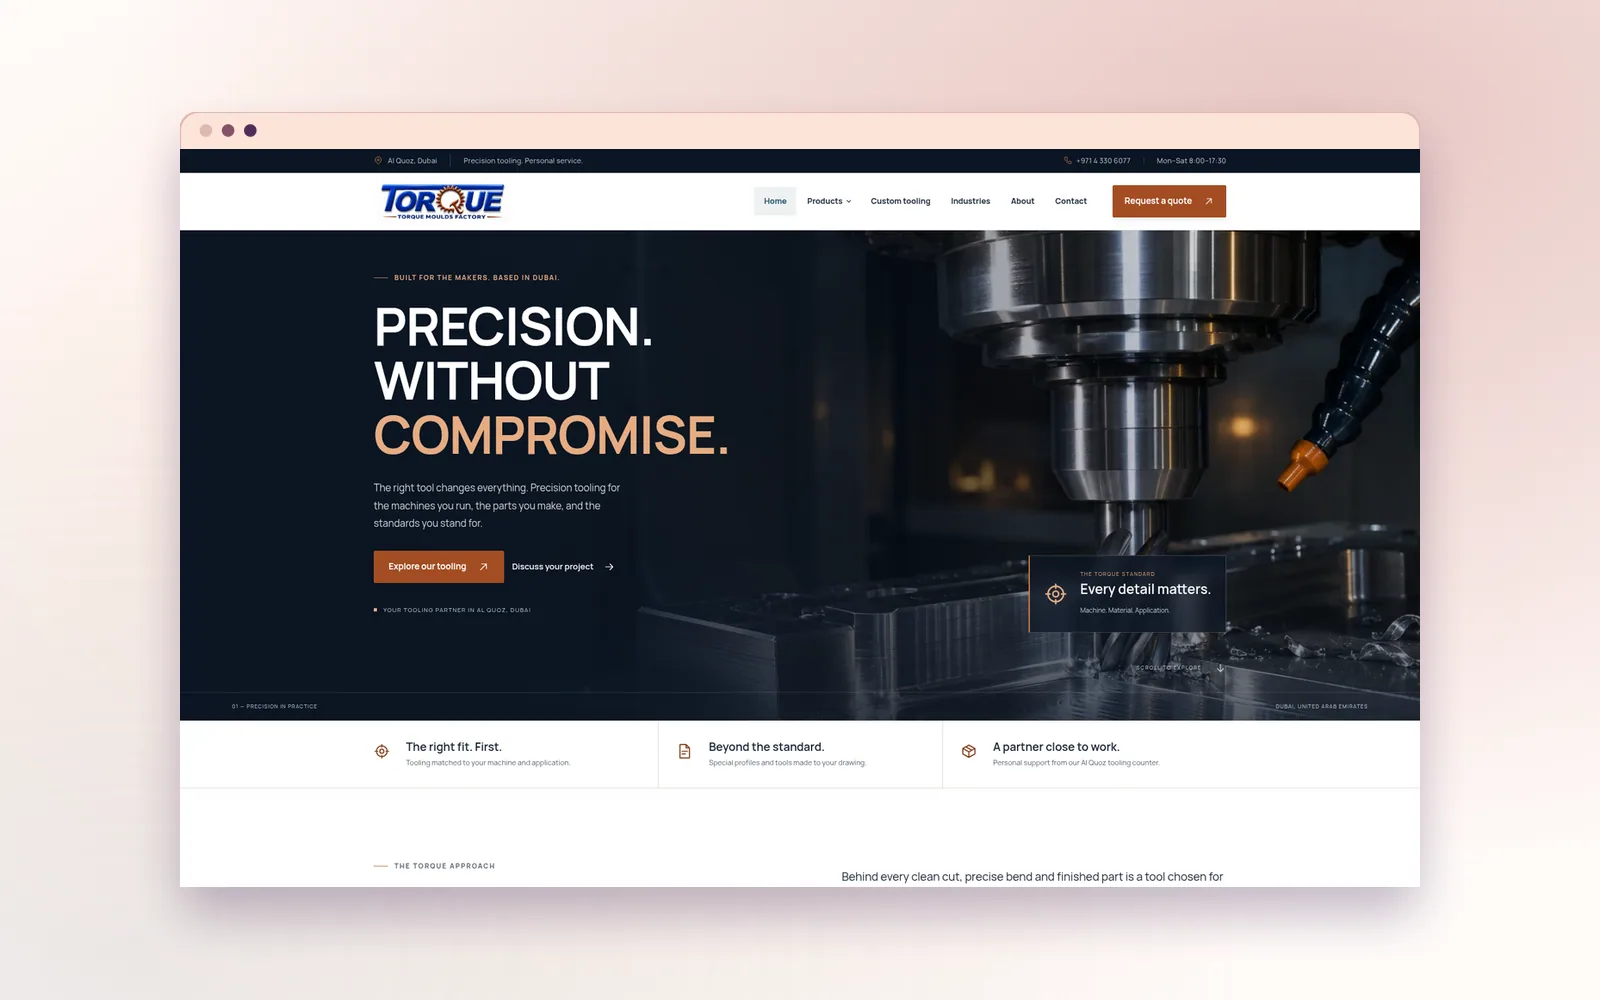 Al Quoz, Dubai
Precision tooling. Personal service.
+971 4 330 6077
Mon–Sat 8:00–17:30
TORQUE
TORQUE MOULDS FACTORY
Home
Products
Custom tooling
Industries
About
Contact
Request a quote
BUILT FOR THE MAKERS. BASED IN DUBAI.
PRECISION.
WITHOUT
COMPROMISE.
The right tool changes everything. Precision tooling for
the machines you run, the parts you make, and the
standards you stand for.
Explore our tooling
Discuss your project
YOUR TOOLING PARTNER IN AL QUOZ, DUBAI
THE TORQUE STANDARD
Every detail matters.
Machine. Material. Application.
SCROLL TO EXPLORE
01 — PRECISION IN PRACTICE
DUBAI, UNITED ARAB EMIRATES
The right fit. First.
Tooling matched to your machine and application.
Beyond the standard.
Special profiles and tools made to your drawing.
A partner close to work.
Personal support from our Al Quoz tooling counter.
THE TORQUE APPROACH
Behind every clean cut, precise bend and finished part is a tool chosen for